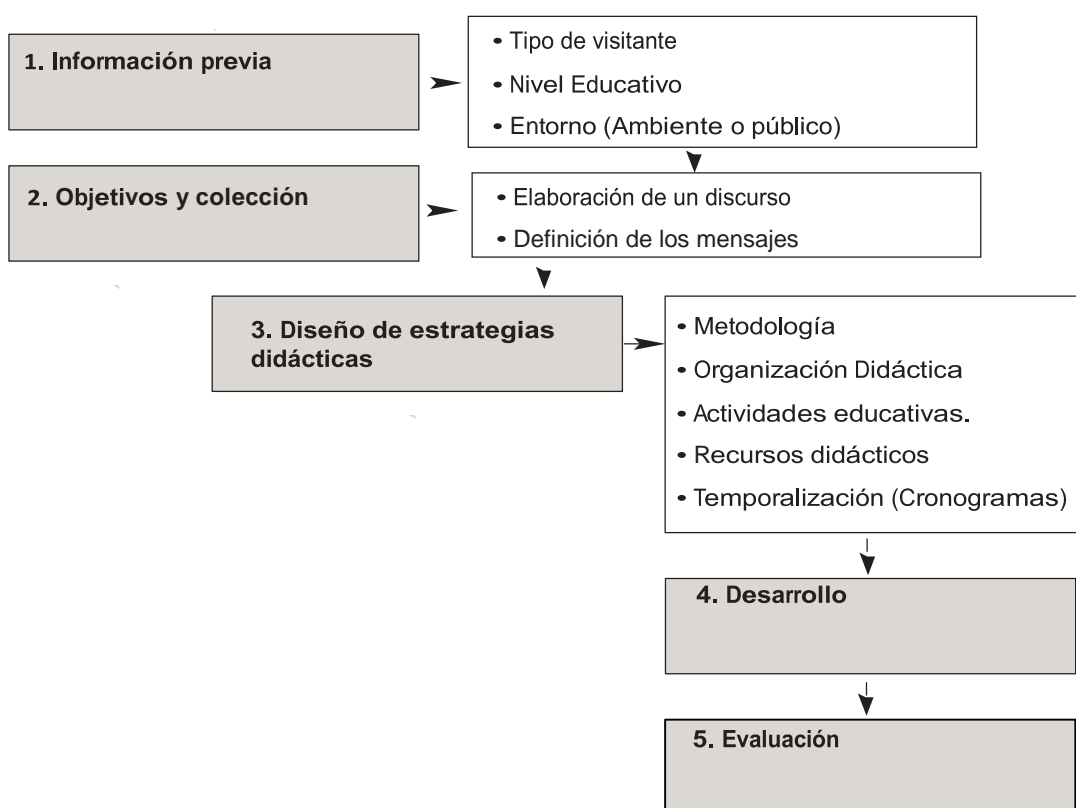 1. Información previa
• Tipo de visitante
• Nivel Educativo
• Entorno (Ambiente o público)
2. Objetivos y colección
• Elaboración de un discurso
• Definición de los mensajes
3. Diseño de estrategias
didácticas
• Metodología
• Organización Didáctica
• Actividades educativas.
• Recursos didácticos
• Temporalización (Cronogramas)
4. Desarrollo
5. Evaluación